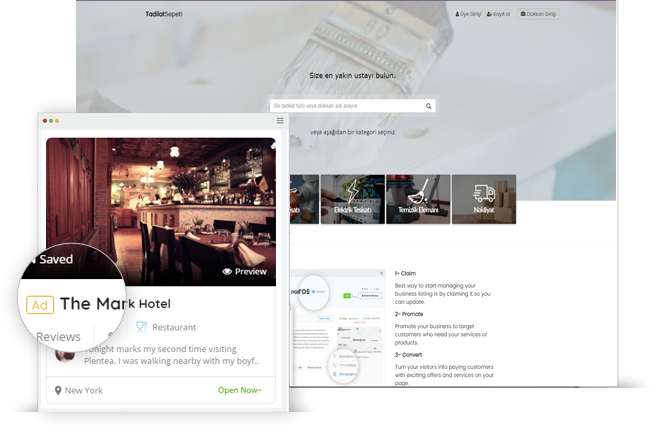 TadilatSepeti
Üye Girişi
Kayıt ol
Dükkan Girişi
Size en yakın ustayı bulun.
Bir tadilat türü veya dükkan adı arayın.
veya aşağıdan bir kategori seçiniz
Elektrik Tesisatı
Temizlik Elemanı
Nakliyat
Saved
Preview
Ad The Mark Hotel
Reviews
Restaurant
Tonight marks my second time visiting
Plentea. I was walking nearby with my boyf..
New York
Open Now~
1- Claim
Best way to start managing your
business listing is by claiming it so you
can update.
2- Promote
Promote your business to target
customers who need your services or
products.
3- Convert
Turn your visitors into paying customers
with exciting offers and services on your
page.